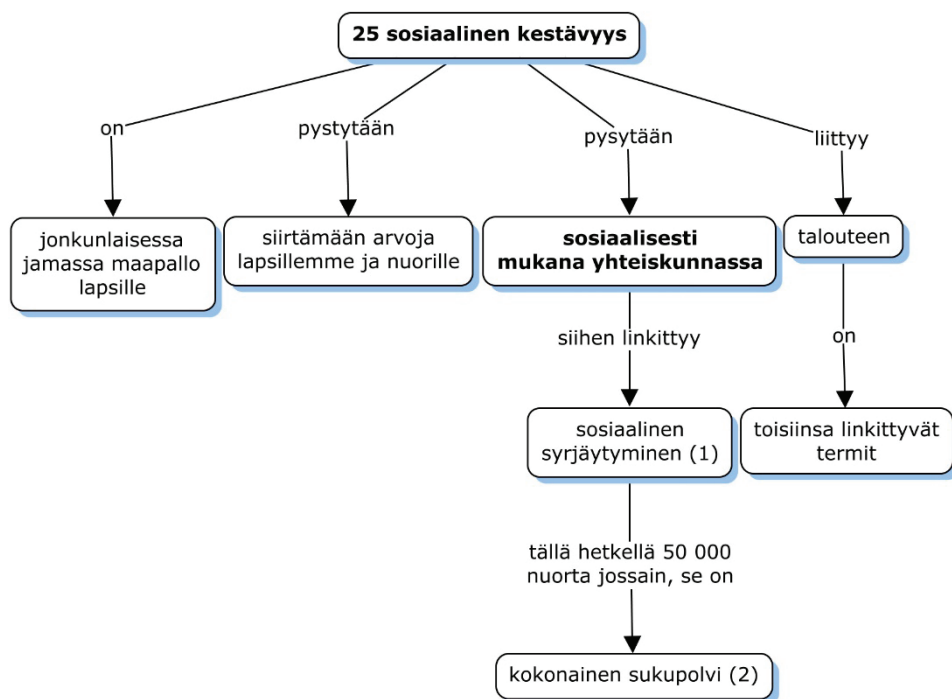 25 sosiaalinen kestävyys
on
pystytään
pysytään
liittyy
jonkunlaisessa
jamassa maapallo
lapsille
siirtämään arvoja
lapsillemme ja nuorille
sosiaalisesti
mukana yhteiskunnassa
talouteen
siihen linkittyy
on
sosiaalinen
syrjäytyminen (1)
toisiinsa linkittyvät
termit
tällä hetkellä 50 000
nuorta jossain, se on
kokonainen sukupolvi (2)